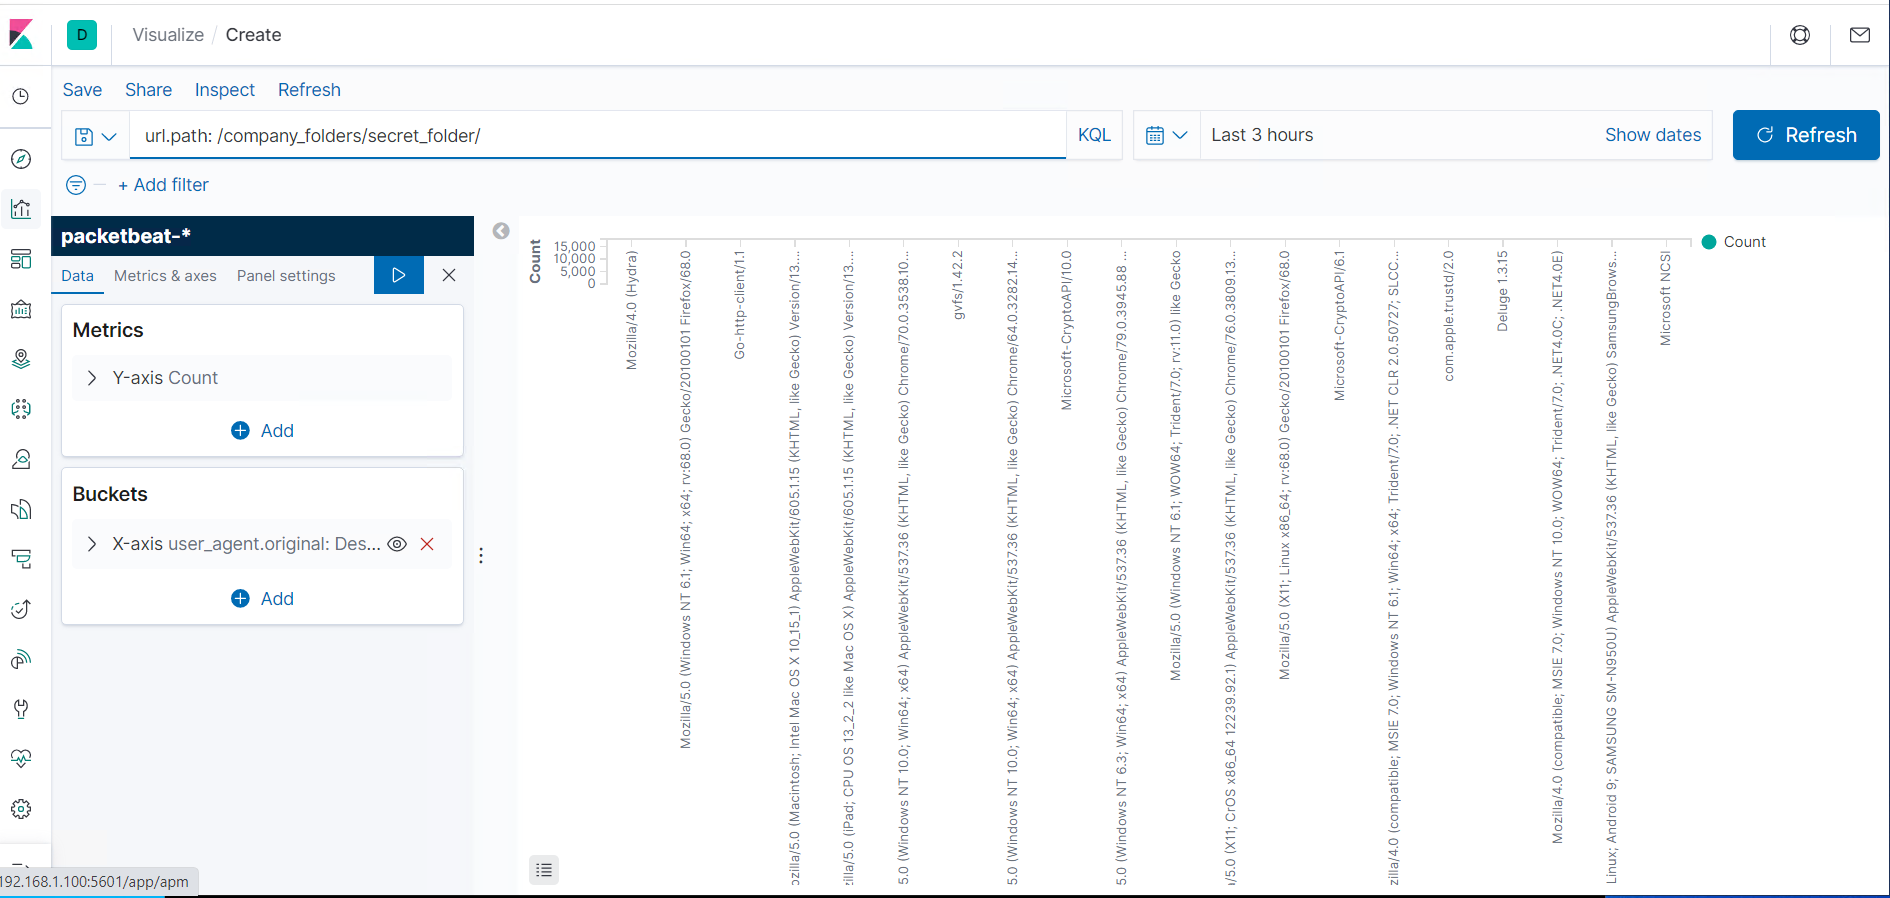 D Visualize / Create
Save Share Inspect Refresh
url.path: /company_folders/secret_folder/ KQL Last 3 hours Show dates Refresh
+ Add filter
packetbeat-*
Data Metrics & axes Panel settings
Metrics
Y-axis Count
Add
Buckets
X-axis user_agent.original: Des...
Add
Count
15,000
10,000
5,000
0
Mozilla/4.0 (Hydra)
Mozilla/5.0 (Windows NT 6.1; Win64; x64; rv:68.0) Gecko/20100101 Firefox/68.0
Go-http-client/1.1
ozilla/5.0 (Macintosh; Intel Mac OS X 10_15_1) AppleWebKit/605.1.15 (KHTML, like Gecko) Version/13....
zilla/5.0 (iPad; CPU OS 13_2_2 like Mac OS X) AppleWebKit/605.1.15 (KHTML, like Gecko) Version/13....
5.0 (Windows NT 10.0; Win64; x64) AppleWebKit/537.36 (KHTML, like Gecko) Chrome/70.0.3538.10...
gvfs/1.42.2
5.0 (Windows NT 10.0; Win64; x64) AppleWebKit/537.36 (KHTML, like Gecko) Chrome/64.0.3282.14...
Microsoft-CryptoAPI/10.0
5.0 (Windows NT 6.3; Win64; x64) AppleWebKit/537.36 (KHTML, like Gecko) Chrome/79.0.3945.88 ...
Mozilla/5.0 (Windows NT 6.1; WOW64; Trident/7.0; rv:11.0) like Gecko
a/5.0 (X11; CrOS x86_64 12239.92.1) AppleWebKit/537.36 (KHTML, like Gecko) Chrome/76.0.3809.13...
Mozilla/5.0 (X11; Linux x86_64; rv:68.0) Gecko/20100101 Firefox/68.0
Microsoft-CryptoAPI/6.1
zilla/4.0 (compatible; MSIE 7.0; Windows NT 6.1; Win64; x64; Trident/7.0; .NET CLR 2.0.50727; SLCC...
com.apple.trustd/2.0
Deluge 1.3.15
Mozilla/4.0 (compatible; MSIE 7.0; Windows NT 10.0; WOW64; Trident/7.0; .NET4.0C; .NET4.0E)
Linux; Android 9; SAMSUNG SM-N950U) AppleWebKit/537.36 (KHTML, like Gecko) SamsungBrows...
Microsoft NCSI
Count
192.168.1.100:5601/app/apm